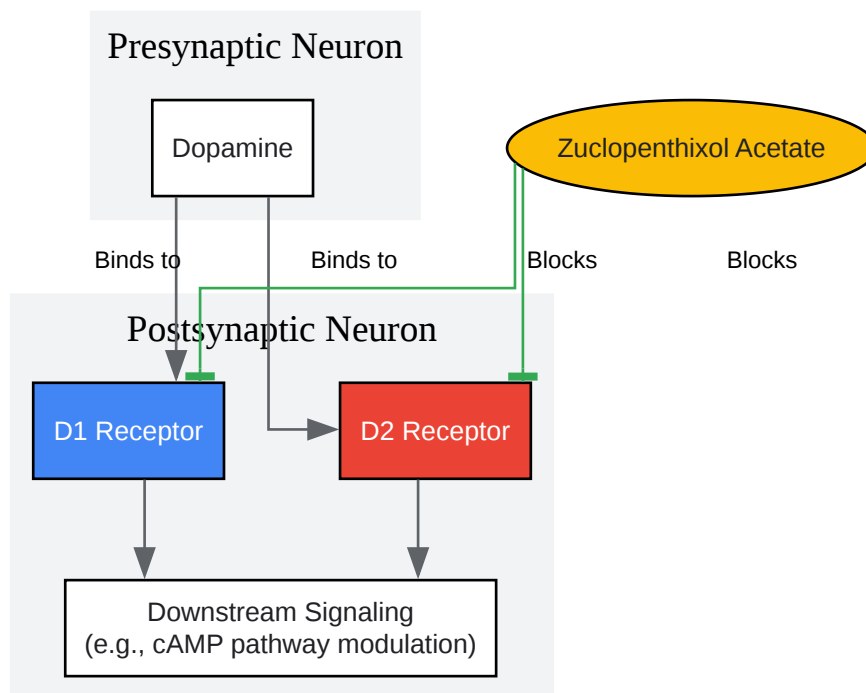 Presynaptic Neuron
Dopamine
Zuclopenthixol Acetate
Binds to
Binds to
Blocks
Blocks
Postsynaptic Neuron
D1 Receptor
D2 Receptor
Downstream Signaling
(e.g., cAMP pathway modulation)